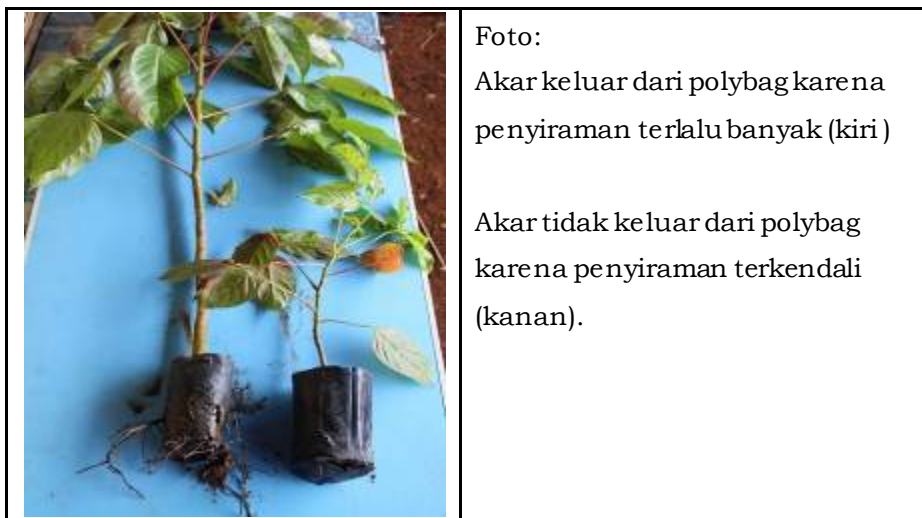 Foto:
Akar keluar dari polybag karena
penyiraman terlalu banyak (kiri)
Akar tidak keluar dari polybag
karena penyiraman terkendali
(kanan).